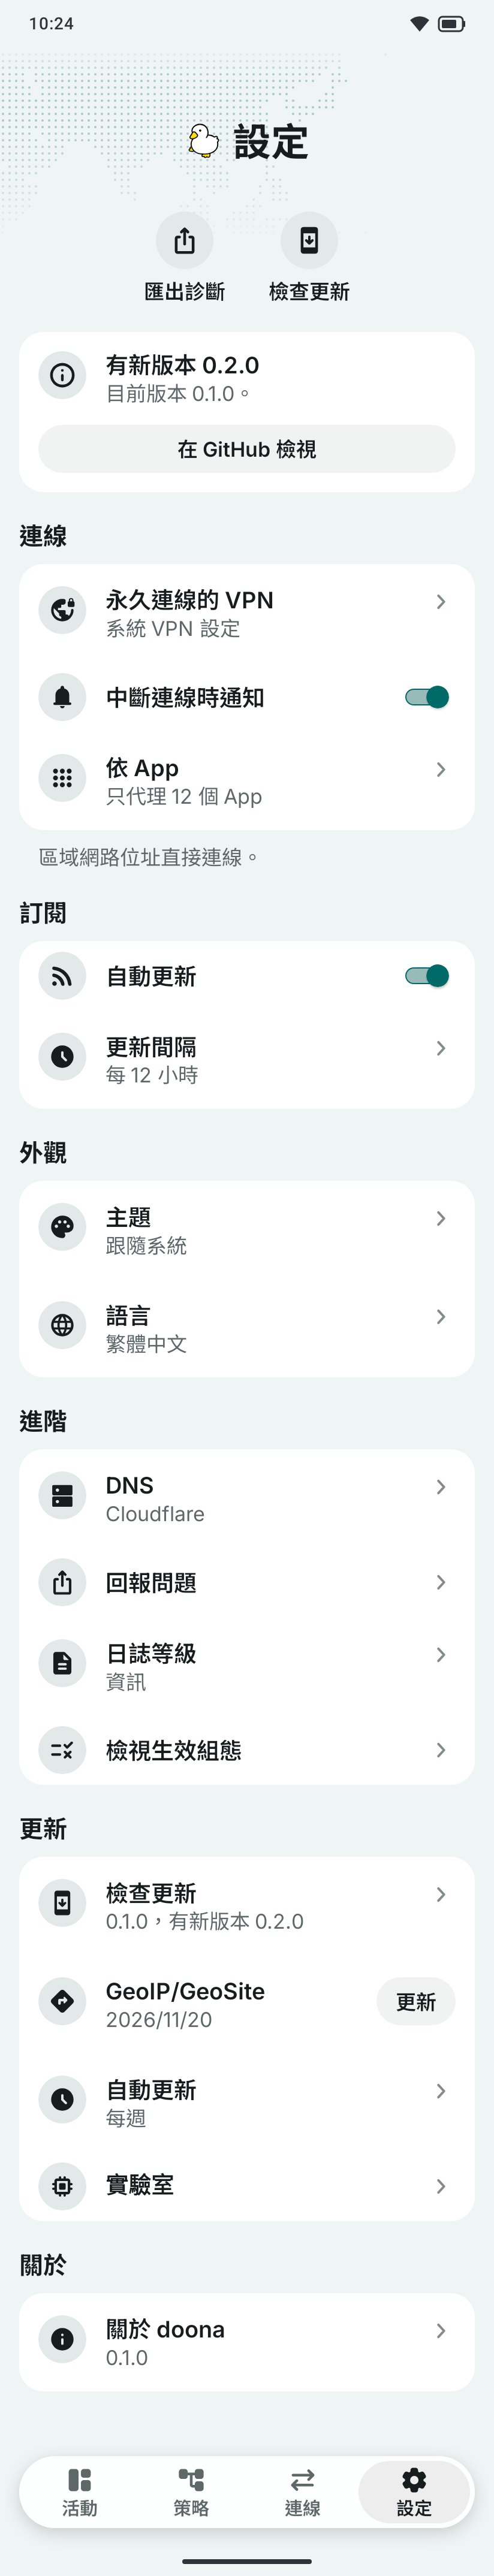 10:24
設定
匯出診斷
檢查更新
有新版本 0.2.0
目前版本 0.1.0。
在 GitHub 檢視
連線
永久連線的 VPN
系統 VPN 設定
中斷連線時通知
依 App
只代理 12 個 App
區域網路位址直接連線。
訂閱
自動更新
更新間隔
每 12 小時
外觀
主題
跟隨系統
語言
繁體中文
進階
DNS
Cloudflare
回報問題
日誌等級
資訊
檢視生效組態
更新
檢查更新
0.1.0，有新版本 0.2.0
GeoIP/GeoSite
2026/11/20
更新
自動更新
每週
實驗室
關於
關於 doona
0.1.0
活動
策略
連線
設定